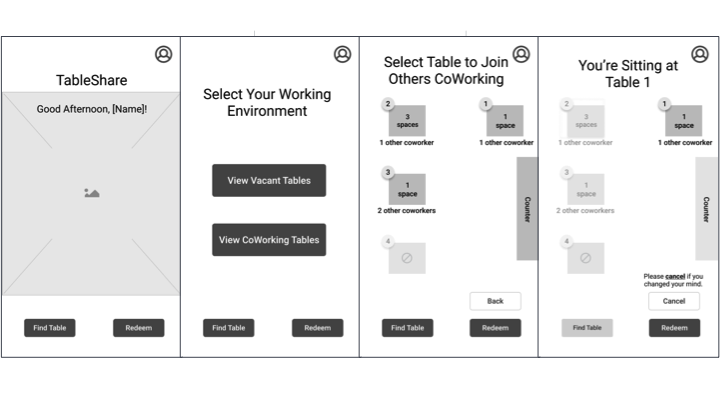 TableShare
Good Afternoon, [Name]!
Find Table
Redeem
Select Your Working
Environment
View Vacant Tables
View CoWorking Tables
Find Table
Redeem
Select Table to Join
Others CoWorking
2
3
spaces
1 other coworker
1
1
space
1 other coworker
3
1
space
2 other coworkers
Counter
4
Back
Find Table
Redeem
You're Sitting at
Table 1
2
3
spaces
1 other coworker
1
1
space
1 other coworker
3
1
space
2 other coworkers
Counter
4
Please cancel if you
changed your mind.
Cancel
Find Table
Redeem